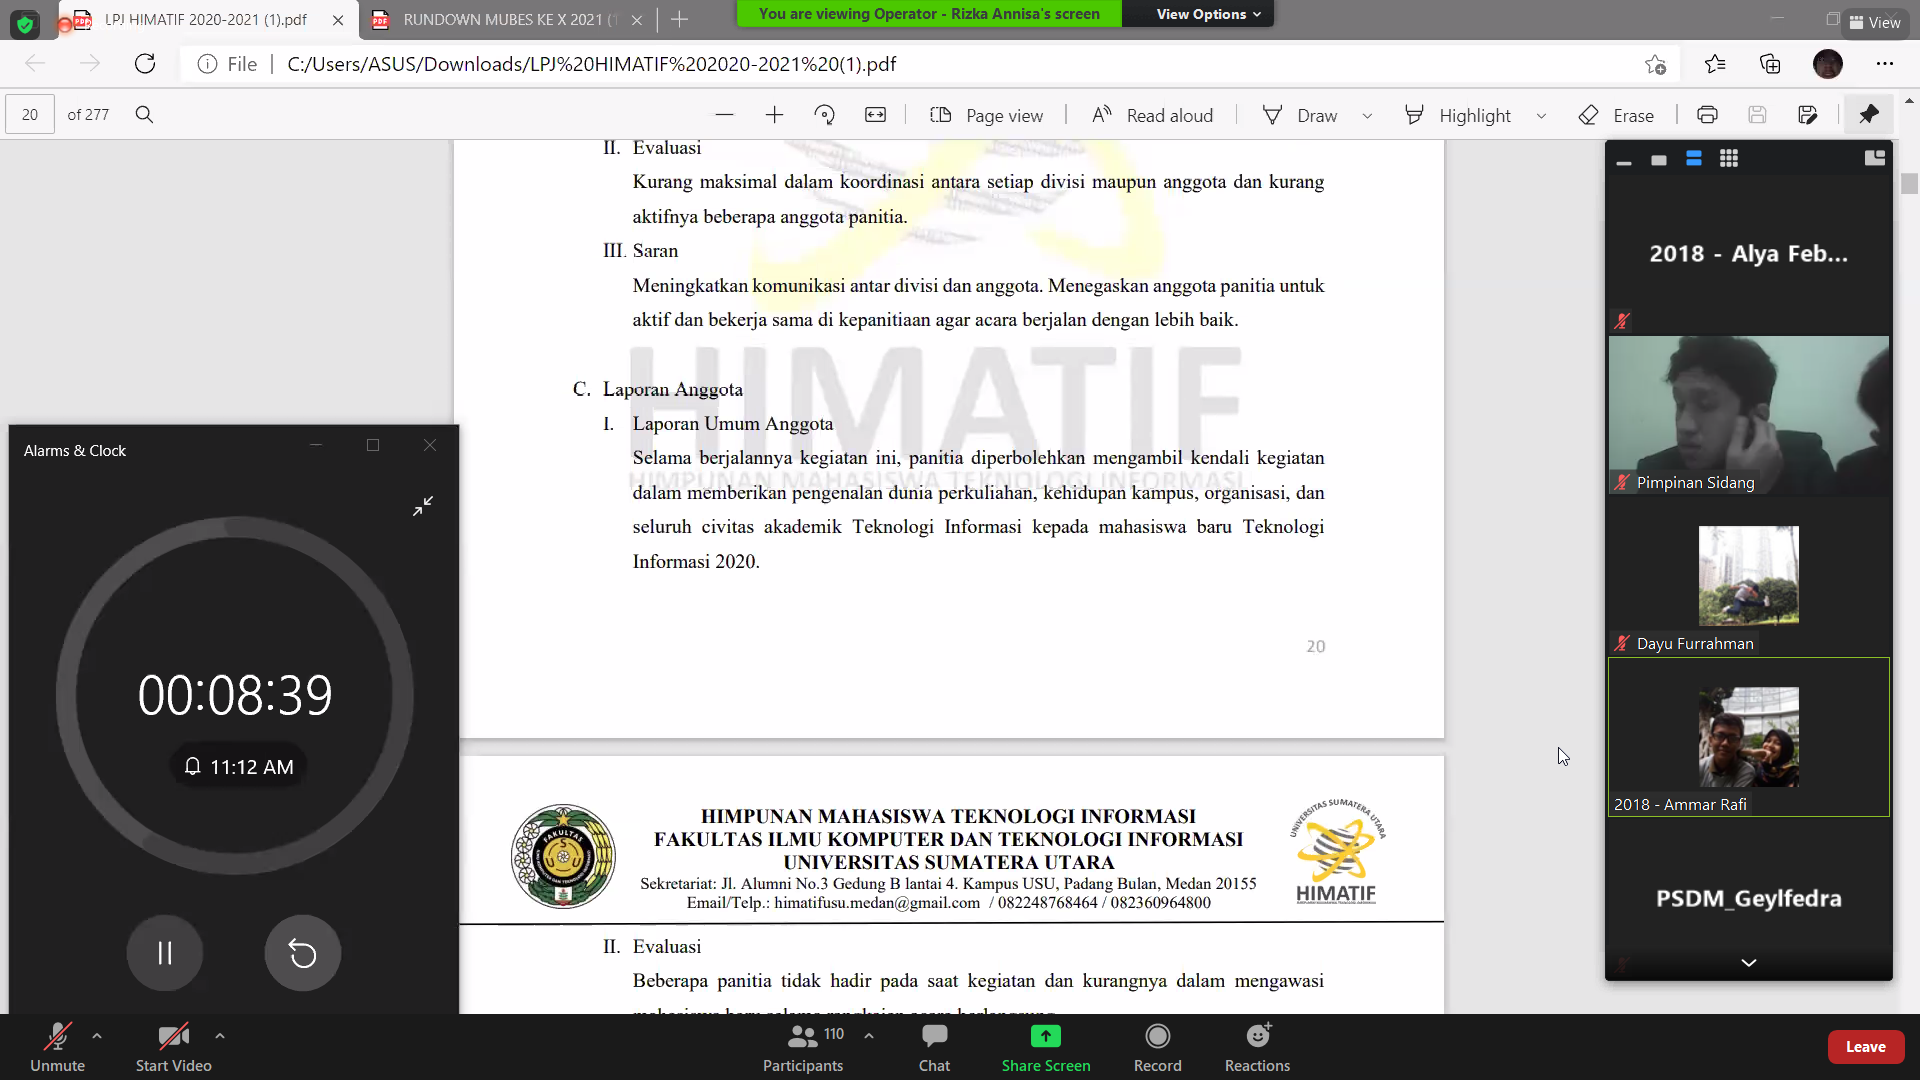 LPJ HIMATIF 2020-2021 (1).pdf
RUNDOWN MUBES KE X 2021 (
You are viewing Operator - Rizka Annisa's screen
View Options
View
File
C:/Users/ASUS/Downloads/LPJ%20HIMATIF%202020-2021%20(1).pdf
20 of 277
Page view
Read aloud
Draw
Highlight
Erase
II. Evaluasi
Kurang maksimal dalam koordinasi antara setiap divisi maupun anggota dan kurang
aktifnya beberapa anggota panitia.
III. Saran
Meningkatkan komunikasi antar divisi dan anggota. Menegaskan anggota panitia untuk
aktif dan bekerja sama di kepanitiaan agar acara berjalan dengan lebih baik.
HIMATIF
HIMPUNAN MAHASISWA TEKNOLOGI INFORMASI
C. Laporan Anggota
I. Laporan Umum Anggota
Selama berjalannya kegiatan ini, panitia diperbolehkan mengambil kendali kegiatan
dalam memberikan pengenalan dunia perkuliahan, kehidupan kampus, organisasi, dan
seluruh civitas akademik Teknologi Informasi kepada mahasiswa baru Teknologi
Informasi 2020.
20
HIMPUNAN MAHASISWA TEKNOLOGI INFORMASI
FAKULTAS ILMU KOMPUTER DAN TEKNOLOGI INFORMASI
UNIVERSITAS SUMATERA UTARA
Sekretariat: Jl. Alumni No.3 Gedung B lantai 4. Kampus USU, Padang Bulan, Medan 20155
Email/Telp.: himatifusu.medan@gmail.com / 082248768464 / 082360964800
FAKULTAS
USU
UNIVERSITAS SUMATERA UTARA
HIMATIF
II. Evaluasi
Beberapa panitia tidak hadir pada saat kegiatan dan kurangnya dalam mengawasi
Alarms & Clock
00:08:39
11:12 AM
2018 - Alya Feb...
Pimpinan Sidang
Dayu Furrahman
2018 - Ammar Rafi
PSDM_Geylfedra
Unmute
Start Video
110
Participants
Chat
Share Screen
Record
Reactions
Leave